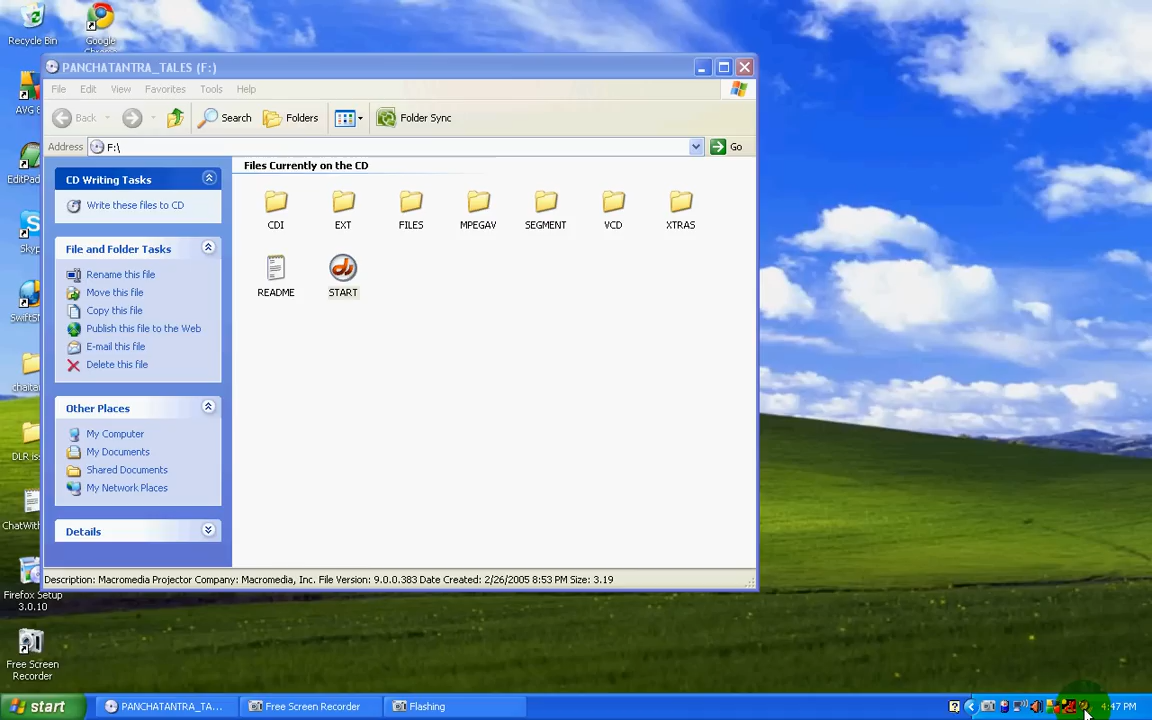 Recycle Bin
Google
PANCHATANTRA_TALES (F:)
File Edit View Favorites Tools Help
Back Search Folders Folder Sync
Address F:\ Go
CD Writing Tasks
Write these files to CD
File and Folder Tasks
Rename this file
Move this file
Copy this file
Publish this file to the Web
E-mail this file
Delete this file
Other Places
My Computer
My Documents
Shared Documents
My Network Places
Details
Files Currently on the CD
CDI EXT FILES MPEGAV SEGMENT VCD XTRAS
README START
Description: Macromedia Projector Company: Macromedia, Inc. File Version: 9.0.0.383 Date Created: 2/26/2005 8:53 PM Size: 3.19
AVG 8
EditPad
Skyp
SwiftS
chaita
DLR is
ChatWith
Firefox Setup
3.0.10
Free Screen
Recorder
start PANCHATANTRA_TA... Free Screen Recorder Flashing 4:47 PM